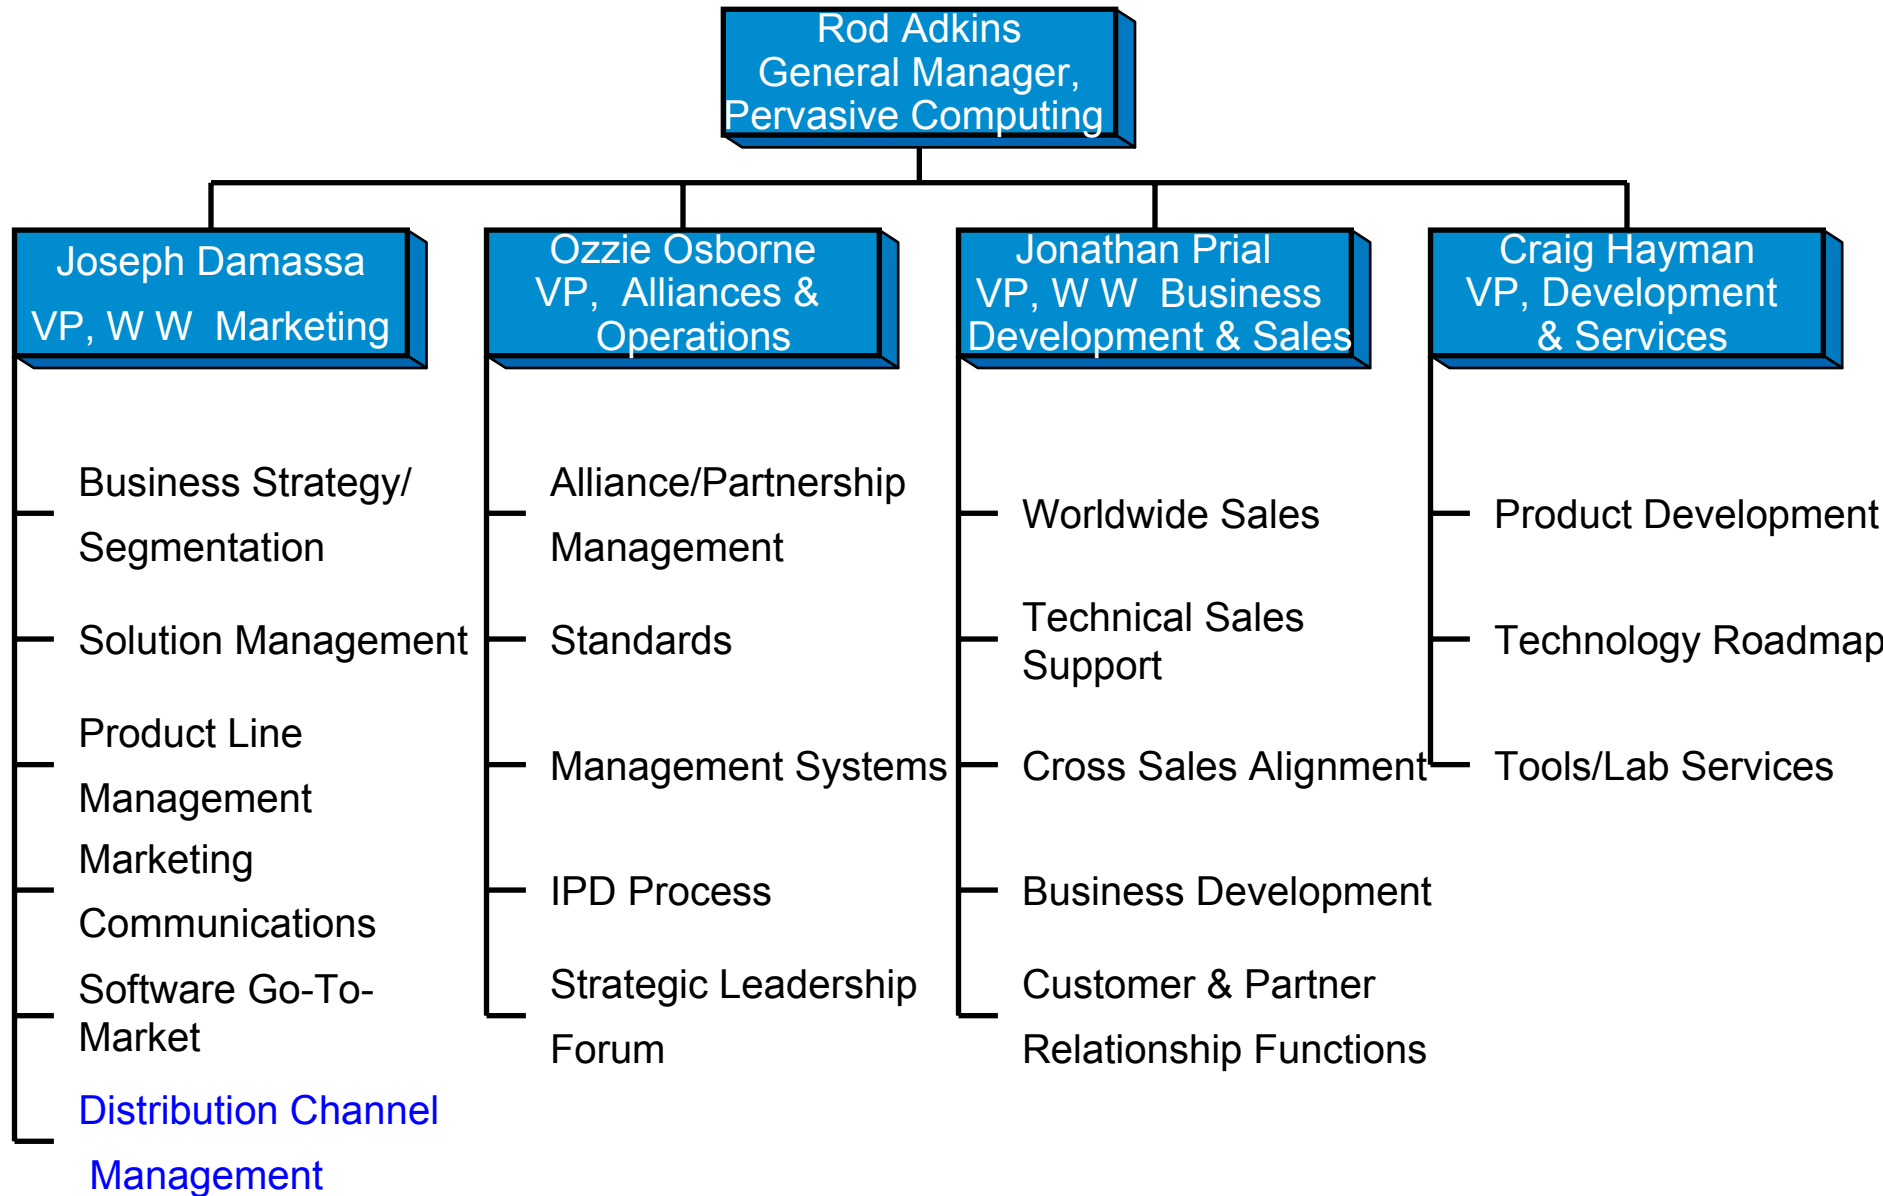 Rod Adkins
General Manager,
Pervasive Computing
Joseph Damassa
VP, W W Marketing
Ozzie Osborne
VP, Alliances &
Operations
Jonathan Prial
VP, W W Business
Development & Sales
Craig Hayman
VP, Development
& Services
Business Strategy/
Segmentation
Solution Management
Product Line
Management
Marketing
Communications
Software Go-To-
Market
Distribution Channel
Management
Alliance/Partnership
Management
Standards
Management Systems
IPD Process
Strategic Leadership
Forum
Worldwide Sales
Technical Sales
Support
Cross Sales Alignment
Business Development
Customer & Partner
Relationship Functions
Product Development
Technology Roadmap
Tools/Lab Services